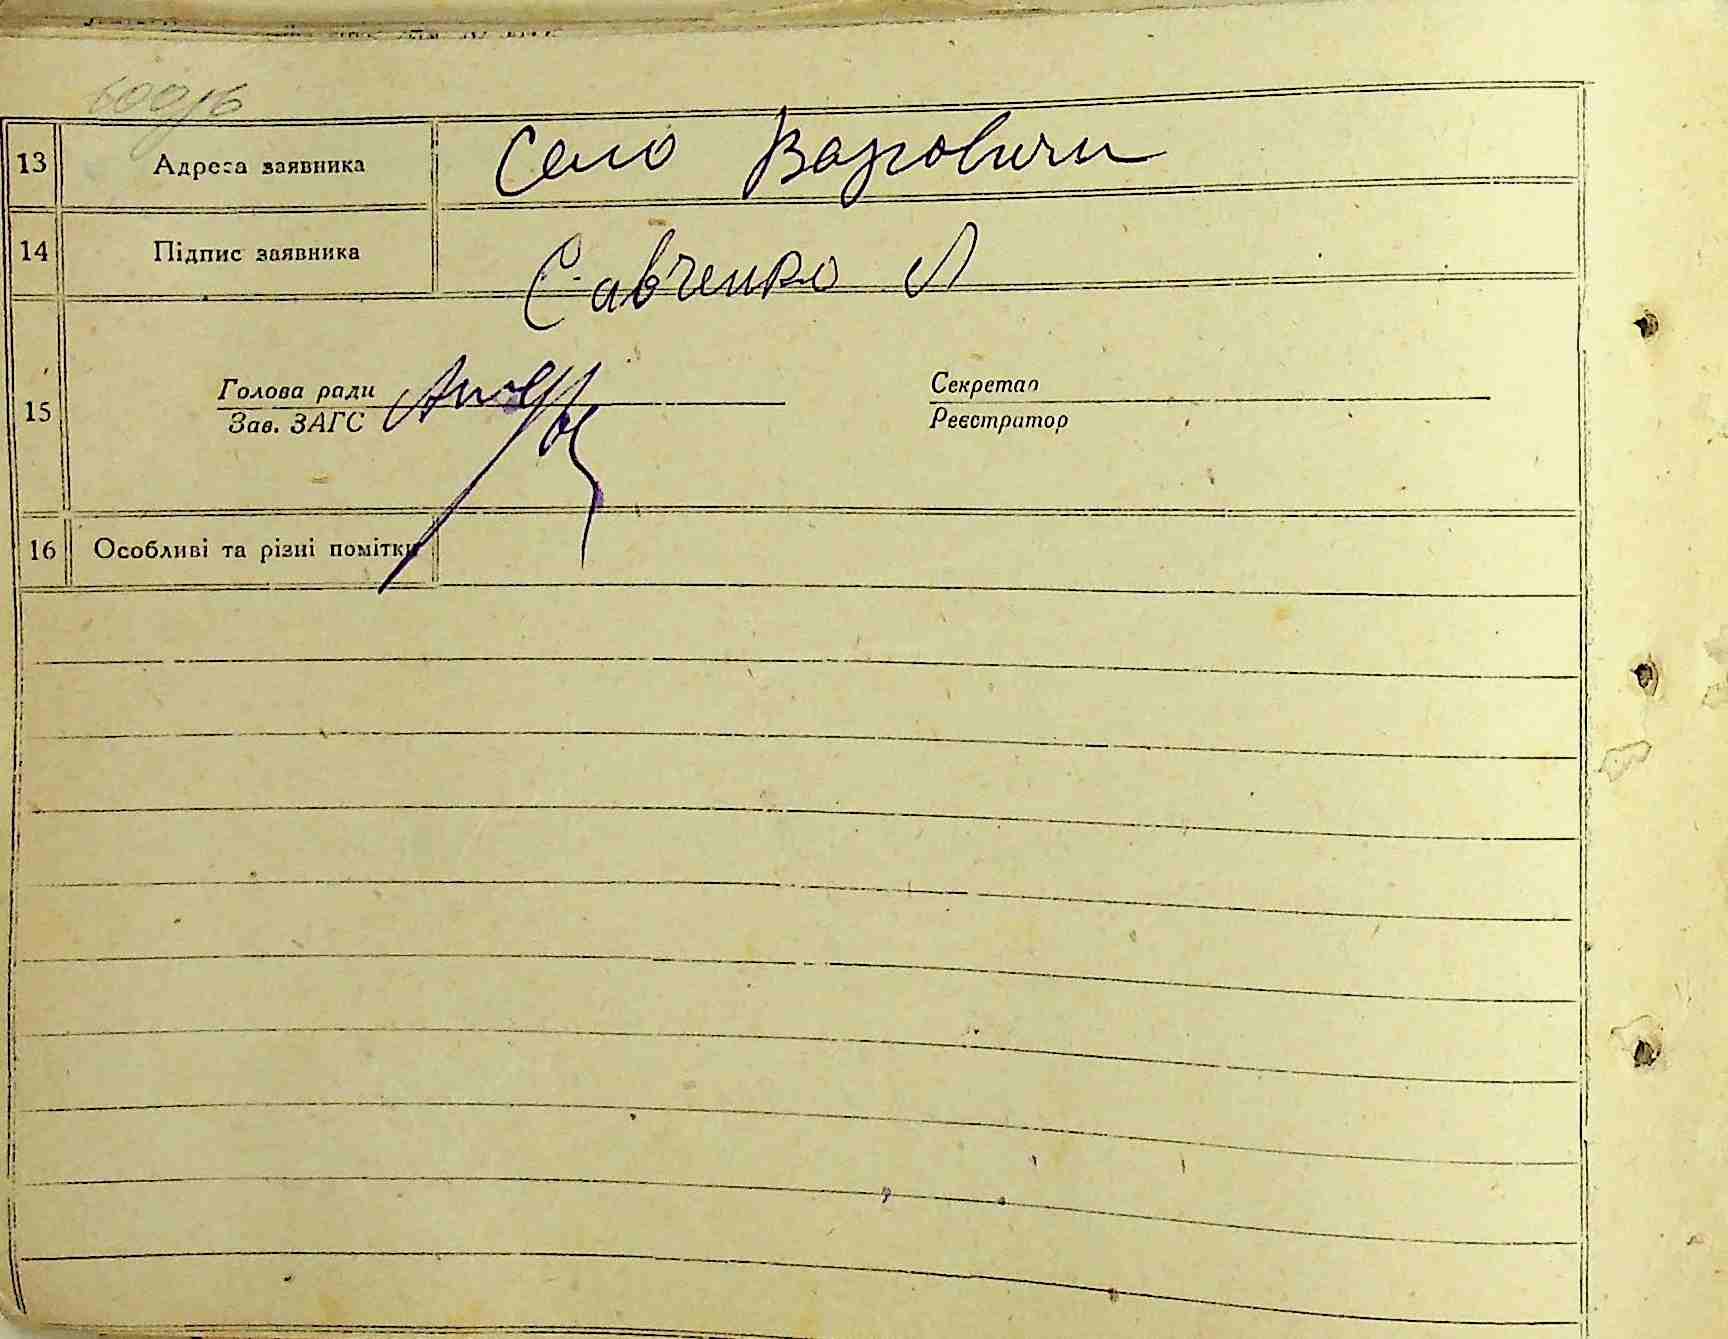 13 Адреса заявника Село Варовичи
14 Підпис заявника Савченко Л
15 Голова ради Секретар
Зав. ЗАГС Реєстратор
16 Особливі та різні помітки